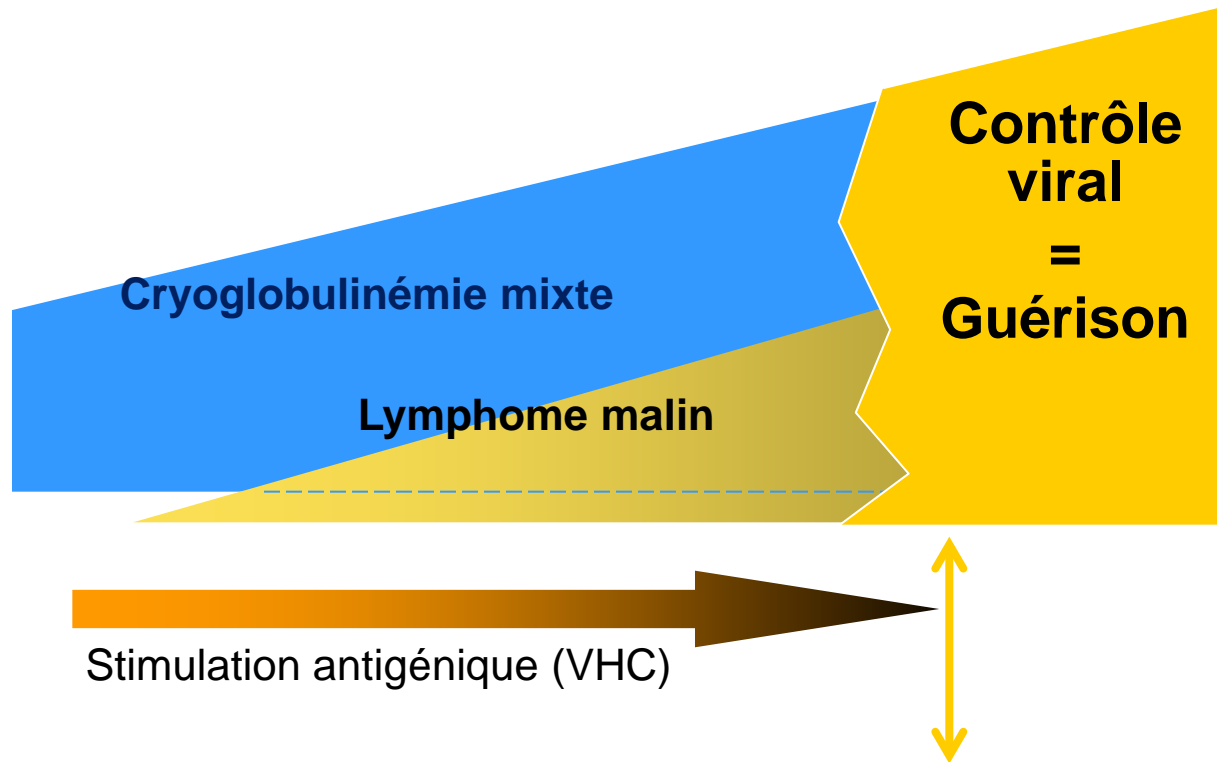 Contrôle
viral
=
Guérison
Cryoglobulinémie mixte
Lymphome malin
Stimulation antigénique (VHC)